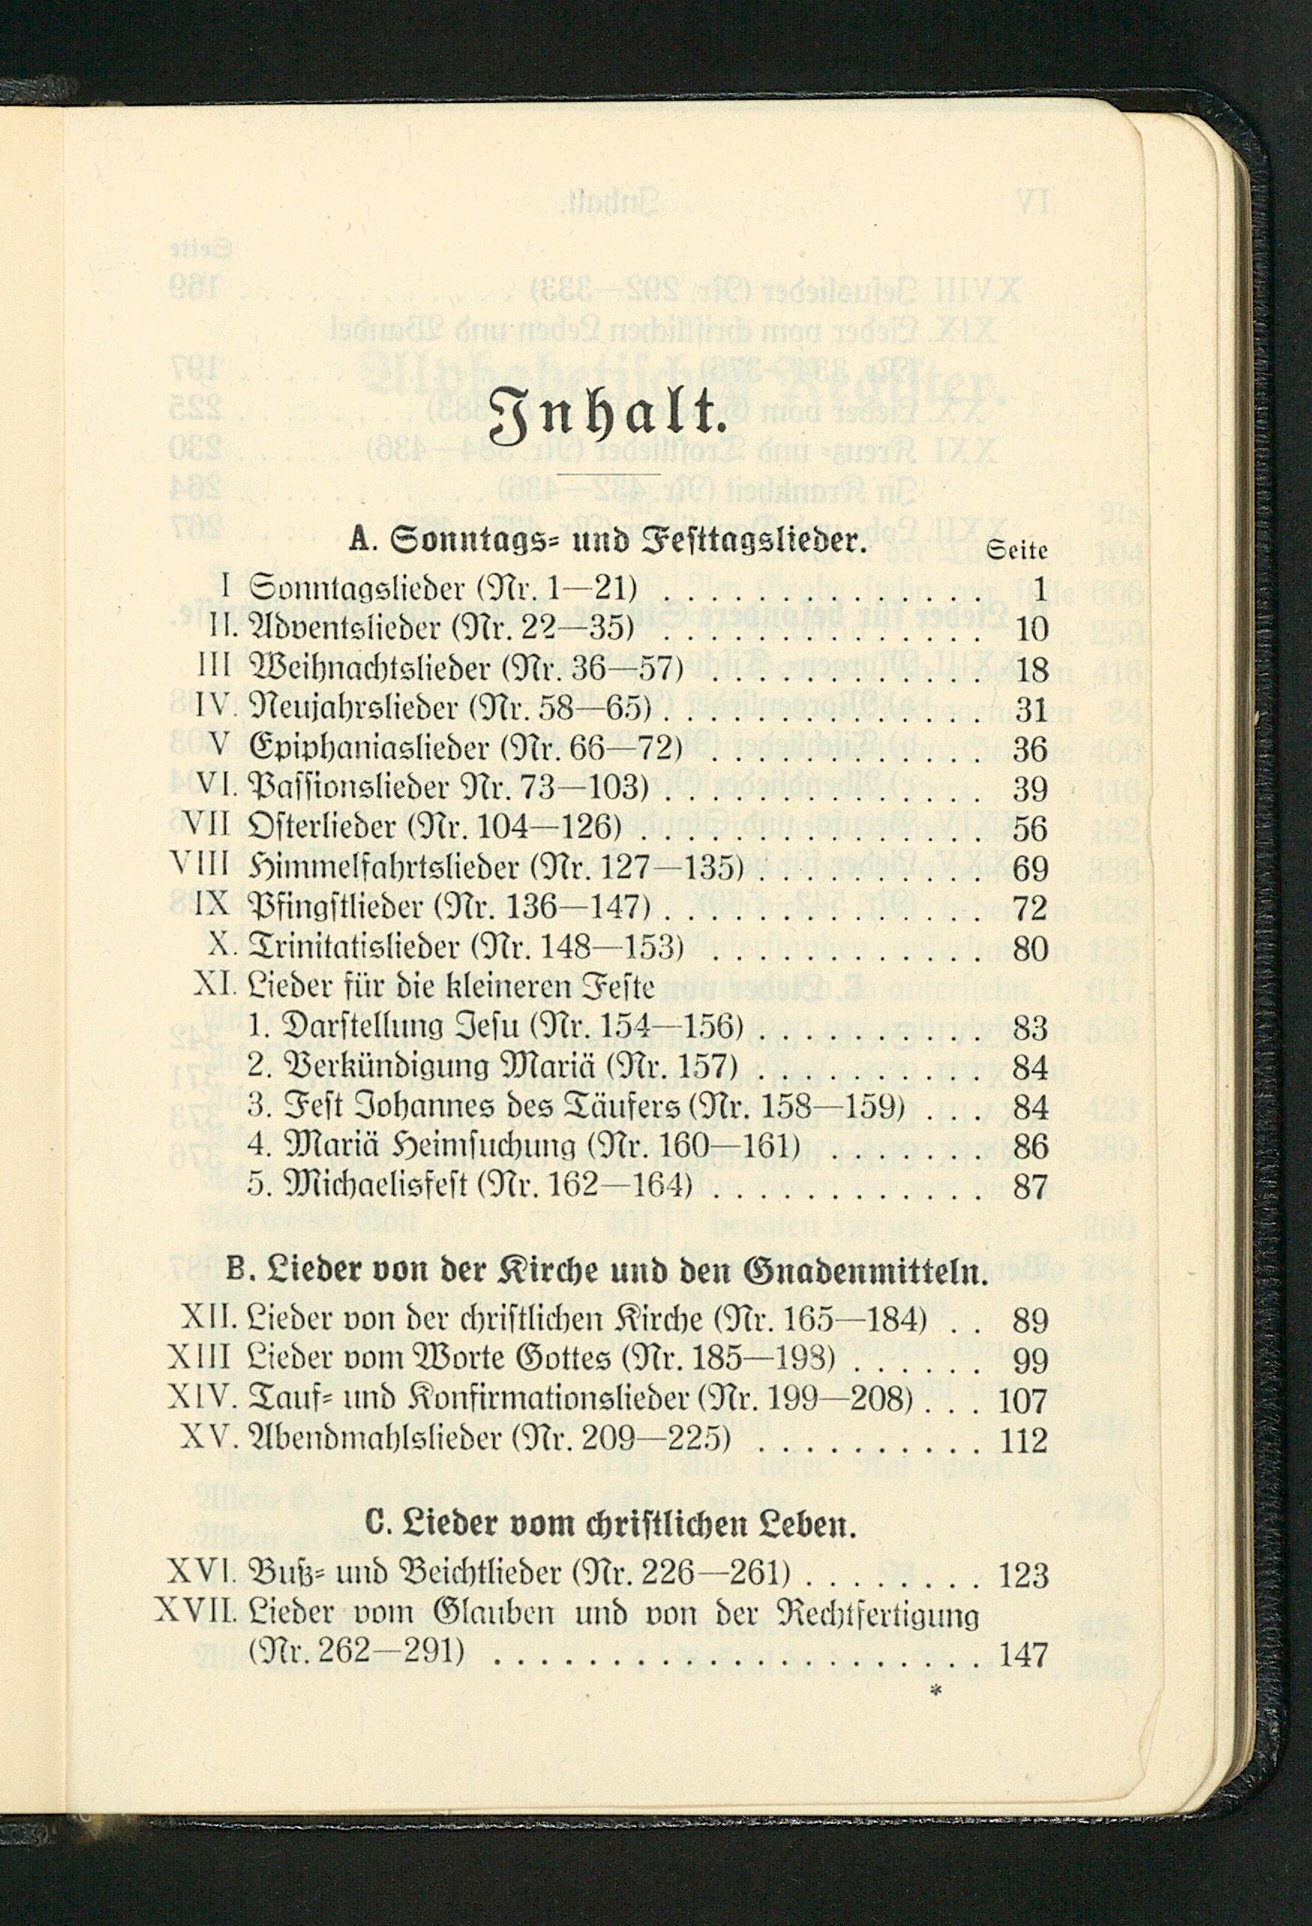 Inhalt.
A. Sonntags- und Festtagslieder.
Seite
I Sonntagslieder (Nr. 1—21) . . . . . . . . . . . . . . 1
II. Adventslieder (Nr. 22—35) . . . . . . . . . . . . . . 10
III Weihnachtslieder (Nr. 36—57) . . . . . . . . . . . . 18
IV. Neujahrslieder (Nr. 58—65) . . . . . . . . . . . . . . 31
V Epiphaniaslieder (Nr. 66—72) . . . . . . . . . . . . 36
VI. Passionslieder Nr. 73—103) . . . . . . . . . . . . . . 39
VII Osterlieder (Nr. 104—126) . . . . . . . . . . . . . . 56
VIII Himmelfahrtslieder (Nr. 127—135) . . . . . . . . . . 69
IX Pfingstlieder (Nr. 136—147) . . . . . . . . . . . . . . 72
X. Trinitatislieder (Nr. 148—153) . . . . . . . . . . . . 80
XI. Lieder für die kleineren Feste
1. Darstellung Jesu (Nr. 154—156) . . . . . . . . . . 83
2. Verkündigung Mariä (Nr. 157) . . . . . . . . . . 84
3. Fest Johannes des Täufers (Nr. 158—159) . . . 84
4. Mariä Heimsuchung (Nr. 160—161) . . . . . . . 86
5. Michaelisfest (Nr. 162—164) . . . . . . . . . . . . 87
B. Lieder von der Kirche und den Gnadenmitteln.
XII. Lieder von der christlichen Kirche (Nr. 165—184) . . 89
XIII Lieder vom Worte Gottes (Nr. 185—198) . . . . . . 99
XIV. Tauf- und Konfirmationslieder (Nr. 199—208) . . . 107
XV. Abendmahlslieder (Nr. 209—225) . . . . . . . . . . 112
C. Lieder vom christlichen Leben.
XVI. Buß- und Beichtlieder (Nr. 226—261) . . . . . . . . 123
XVII. Lieder vom Glauben und von der Rechtfertigung
(Nr. 262—291) . . . . . . . . . . . . . . . . . . . . . 147
*